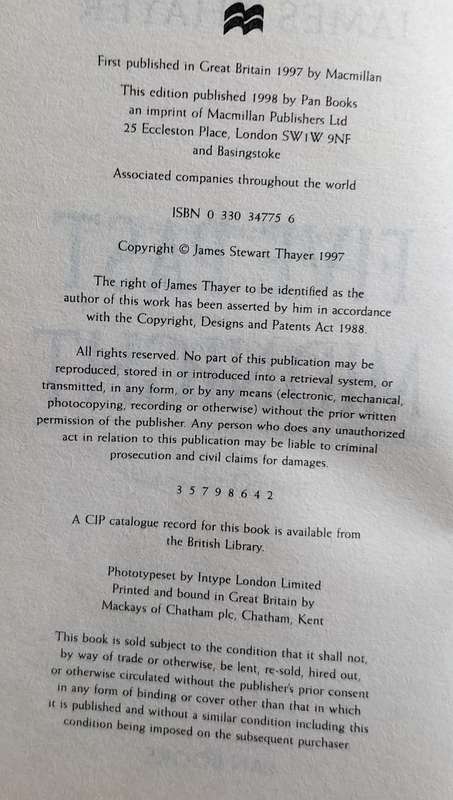 First published in Great Britain 1997 by Macmillan
This edition published 1998 by Pan Books
an imprint of Macmillan Publishers Ltd
25 Eccleston Place, London SW1W 9NF
and Basingstoke
Associated companies throughout the world
ISBN 0 330 34775 6
Copyright © James Stewart Thayer 1997
The right of James Thayer to be identified as the
author of this work has been asserted by him in accordance
with the Copyright, Designs and Patents Act 1988.
All rights reserved. No part of this publication may be
reproduced, stored in or introduced into a retrieval system, or
transmitted, in any form, or by any means (electronic, mechanical,
photocopying, recording or otherwise) without the prior written
permission of the publisher. Any person who does any unauthorized
act in relation to this publication may be liable to criminal
prosecution and civil claims for damages.
3 5 7 9 8 6 4 2
A CIP catalogue record for this book is available from
the British Library.
Phototypeset by Intype London Limited
Printed and bound in Great Britain by
Mackays of Chatham plc, Chatham, Kent
This book is sold subject to the condition that it shall not,
by way of trade or otherwise, be lent, re-sold, hired out,
or otherwise circulated without the publisher's prior consent
in any form of binding or cover other than that in which
it is published and without a similar condition including this
condition being imposed on the subsequent purchaser